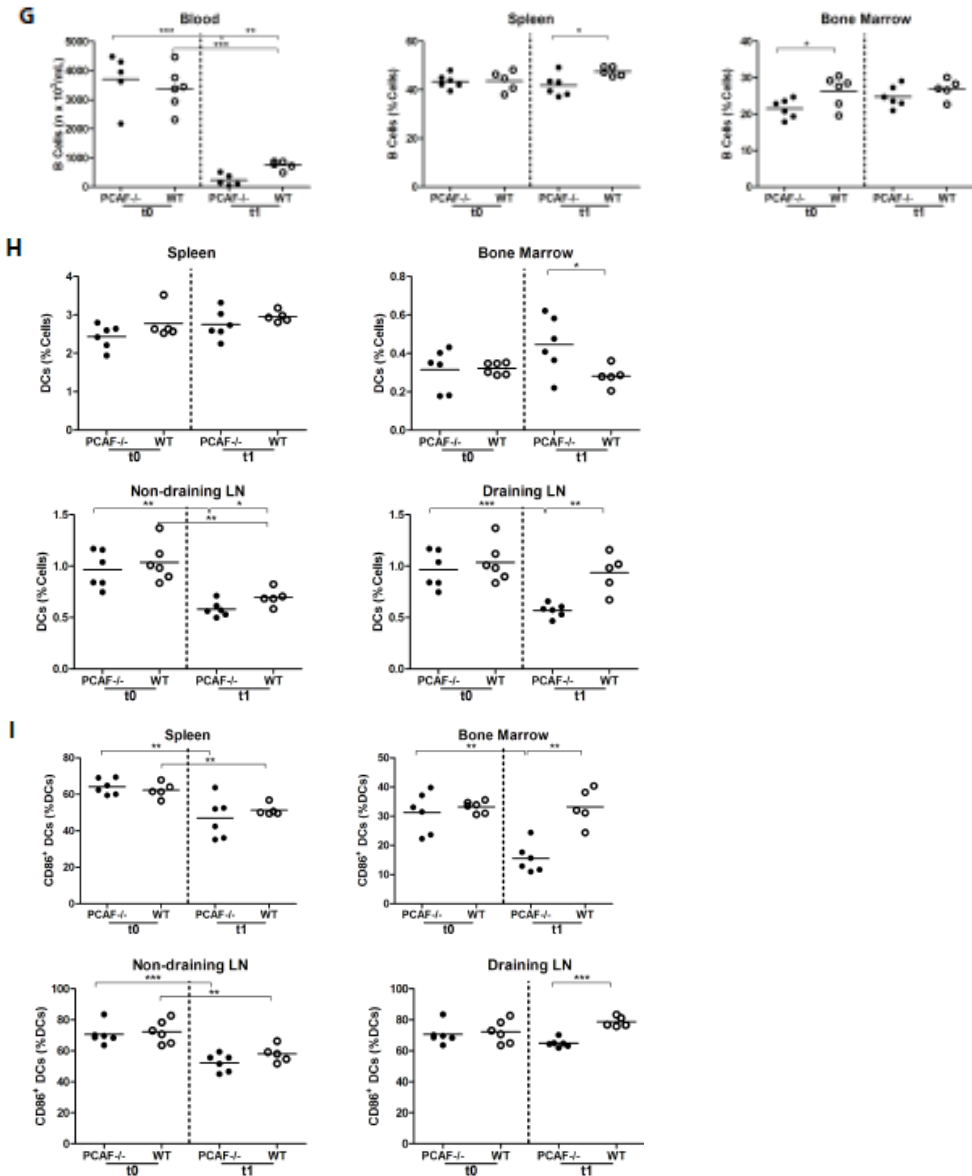 G
Blood
*** **
***
B Cells (n x 10³/mL)
5000
4000
3000
2000
1000
0
PCAF-/- WT PCAF-/- WT
t0 t1
Spleen
*
B Cells (% Cells)
60
40
20
0
PCAF-/- WT PCAF-/- WT
t0 t1
Bone Marrow
*
B Cells (% Cells)
40
30
20
10
0
PCAF-/- WT PCAF-/- WT
t0 t1
H
Spleen
DCs (% Cells)
4
3
2
1
0
PCAF-/- WT PCAF-/- WT
t0 t1
Bone Marrow
*
DCs (% Cells)
0.8
0.6
0.4
0.2
0.0
PCAF-/- WT PCAF-/- WT
t0 t1
Non-draining LN
** *
**
DCs (% Cells)
1.5
1.0
0.5
0.0
PCAF-/- WT PCAF-/- WT
t0 t1
Draining LN
*** **
DCs (% Cells)
1.5
1.0
0.5
0.0
PCAF-/- WT PCAF-/- WT
t0 t1
I
Spleen
**
**
CD86⁺ DCs (%DCs)
80
60
40
20
0
PCAF-/- WT PCAF-/- WT
t0 t1
Bone Marrow
** **
CD86⁺ DCs (%DCs)
50
40
30
20
10
0
PCAF-/- WT PCAF-/- WT
t0 t1
Non-draining LN
***
**
CD86⁺ DCs (%DCs)
100
80
60
40
20
0
PCAF-/- WT PCAF-/- WT
t0 t1
Draining LN
***
CD86⁺ DCs (%DCs)
100
80
60
40
20
0
PCAF-/- WT PCAF-/- WT
t0 t1